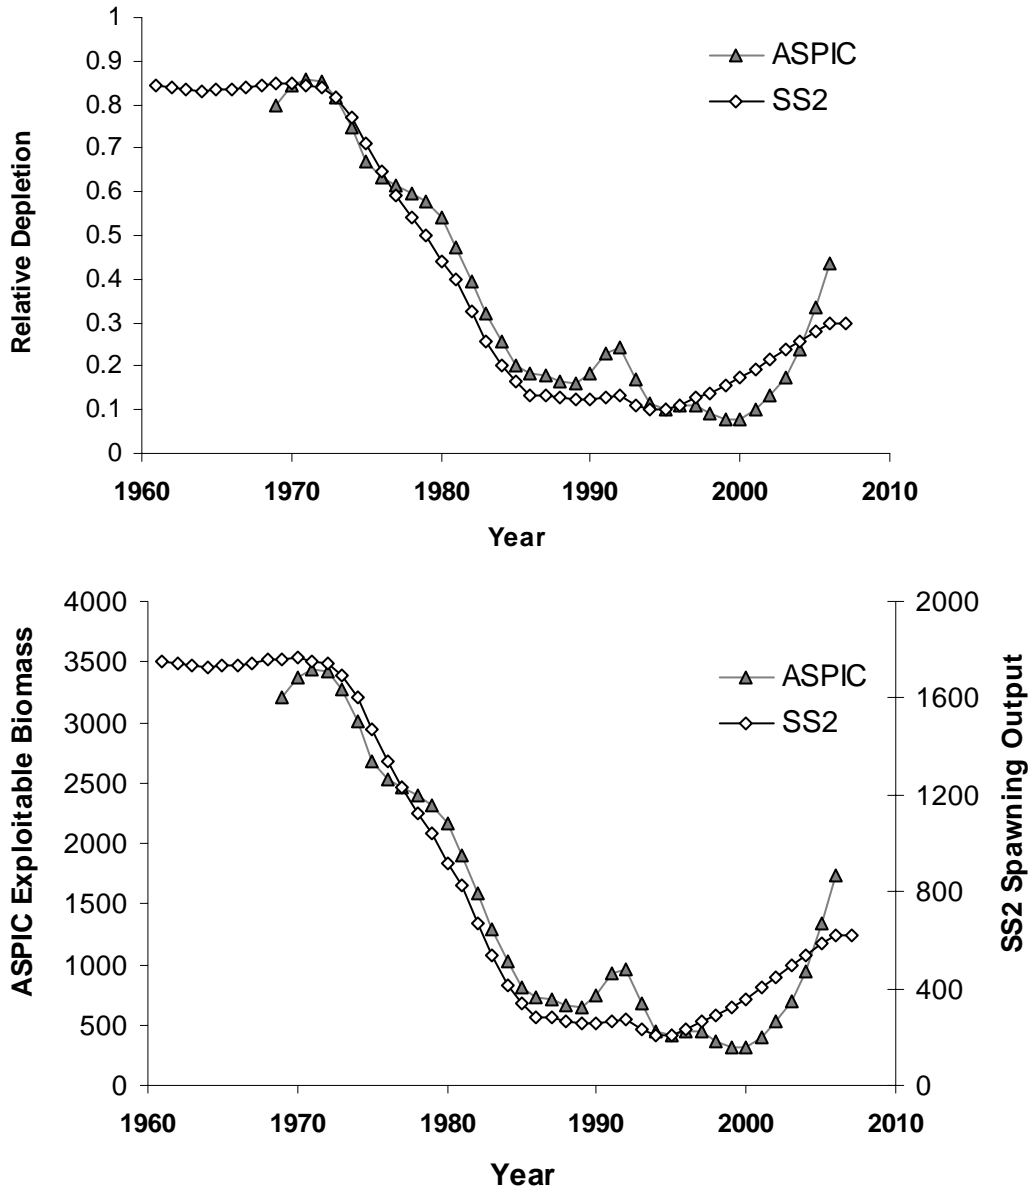 1
0.9
0.8
0.7
0.6
0.5
0.4
0.3
0.2
0.1
0
Relative Depletion
ASPIC
SS2
1960 1970 1980 1990 2000 2010
Year
4000
3500
3000
2500
2000
1500
1000
500
0
ASPIC Exploitable Biomass
ASPIC
SS2
2000
1600
1200
800
400
0
SS2 Spawning Output
1960 1970 1980 1990 2000 2010
Year